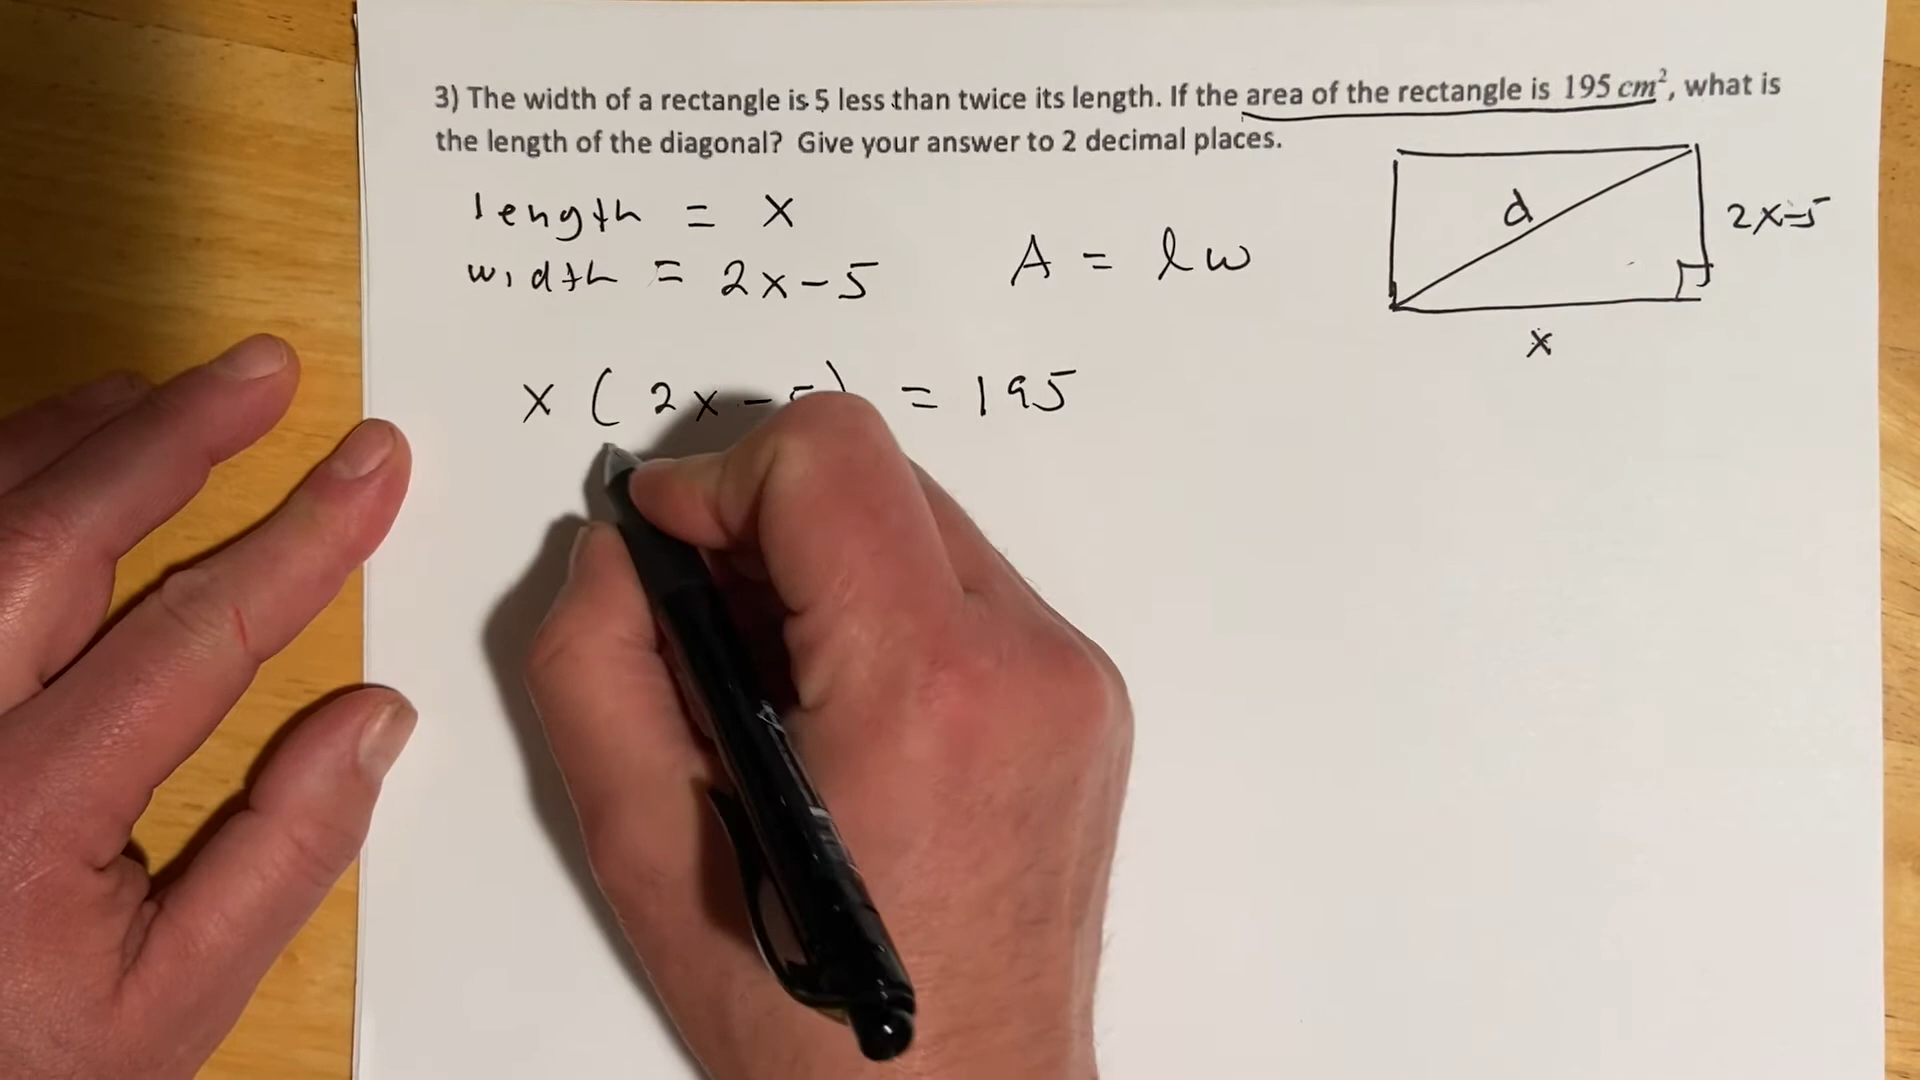 3) The width of a rectangle is 5 less than twice its length. If the area of the rectangle is 195 cm², what is
the length of the diagonal? Give your answer to 2 decimal places.
length = x
width = 2x-5
A = lw
d
2x-5
x
x(2x-5) = 195